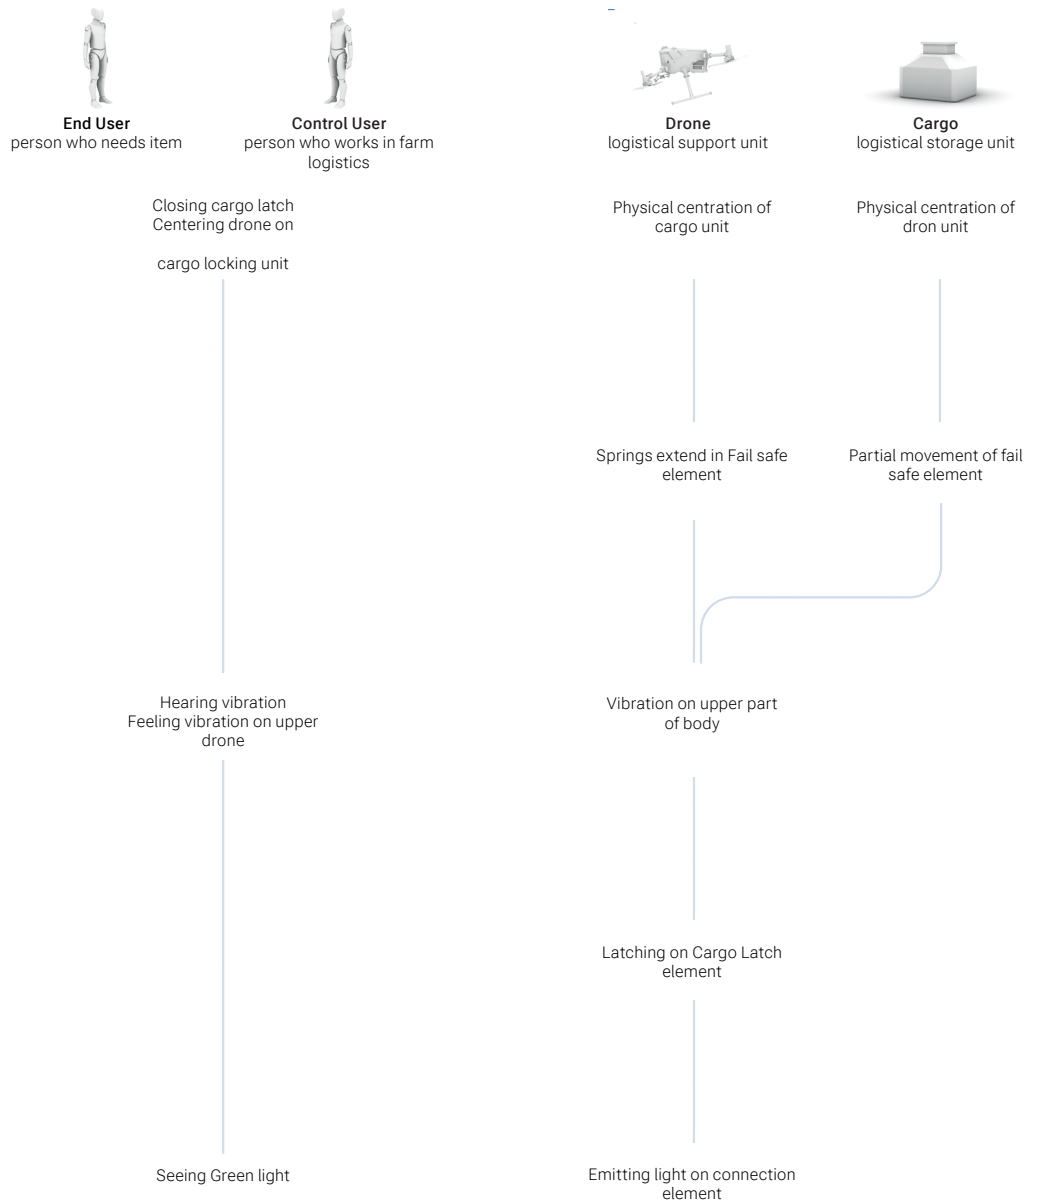 End User
person who needs item
Control User
person who works in farm
logistics
Drone
logistical support unit
Cargo
logistical storage unit
Closing cargo latch
Centering drone on
cargo locking unit
Physical centration of
cargo unit
Physical centration of
dron unit
Springs extend in Fail safe
element
Partial movement of fail
safe element
Hearing vibration
Feeling vibration on upper
drone
Vibration on upper part
of body
Latching on Cargo Latch
element
Seeing Green light
Emitting light on connection
element